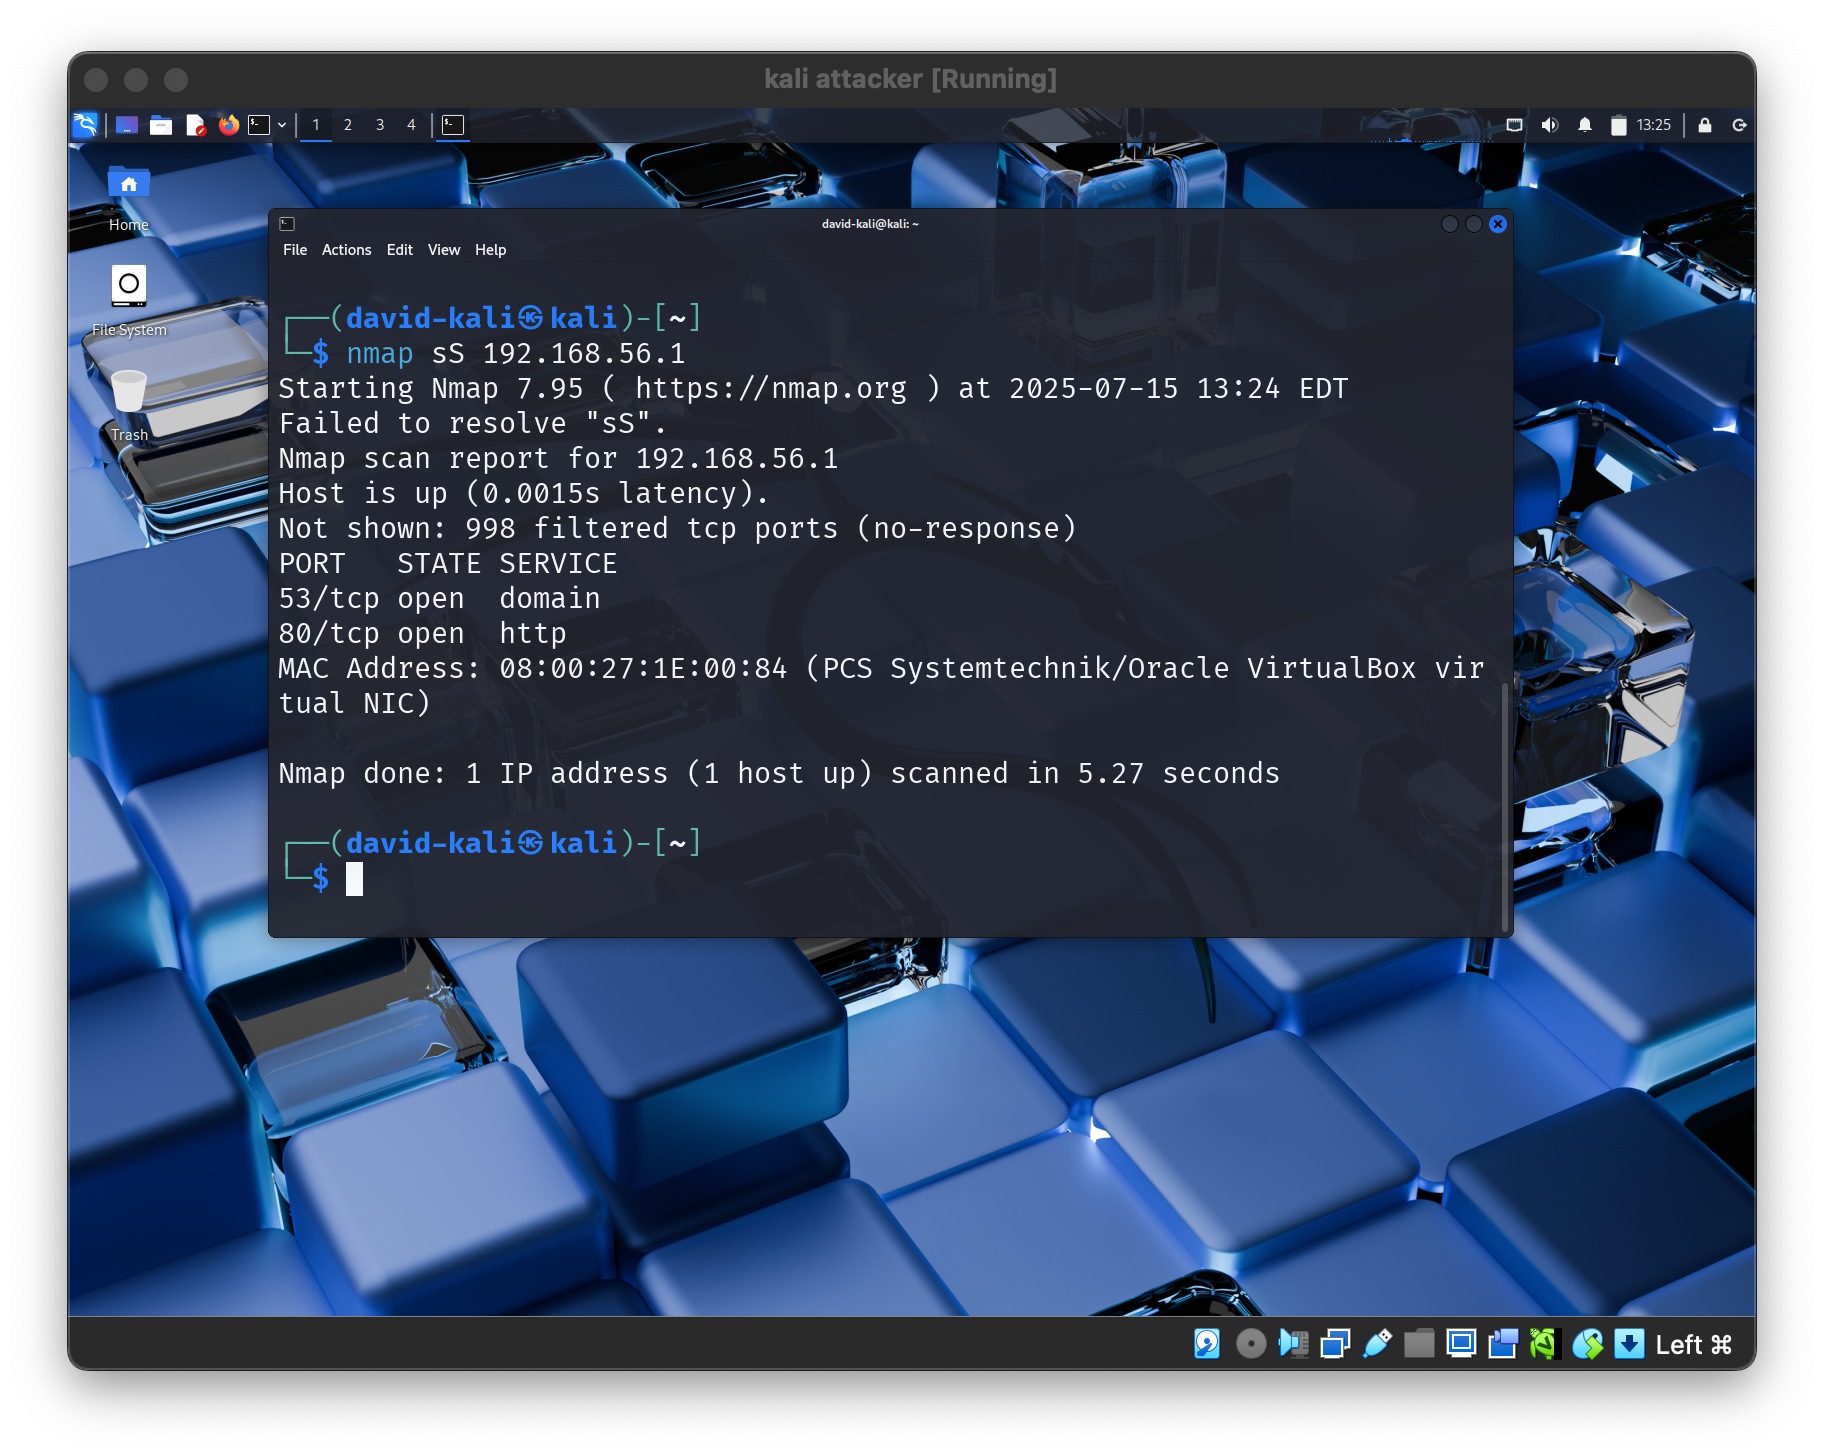 kali attacker [Running]
1 2 3 4
13:25
Home
File System
Trash
david-kali@kali: ~
File Actions Edit View Help
┌──(david-kali㉿kali)-[~]
└─$ nmap sS 192.168.56.1
Starting Nmap 7.95 ( https://nmap.org ) at 2025-07-15 13:24 EDT
Failed to resolve "sS".
Nmap scan report for 192.168.56.1
Host is up (0.0015s latency).
Not shown: 998 filtered tcp ports (no-response)
PORT   STATE SERVICE
53/tcp open  domain
80/tcp open  http
MAC Address: 08:00:27:1E:00:84 (PCS Systemtechnik/Oracle VirtualBox vir
tual NIC)
Nmap done: 1 IP address (1 host up) scanned in 5.27 seconds
┌──(david-kali㉿kali)-[~]
└─$
Left ⌘